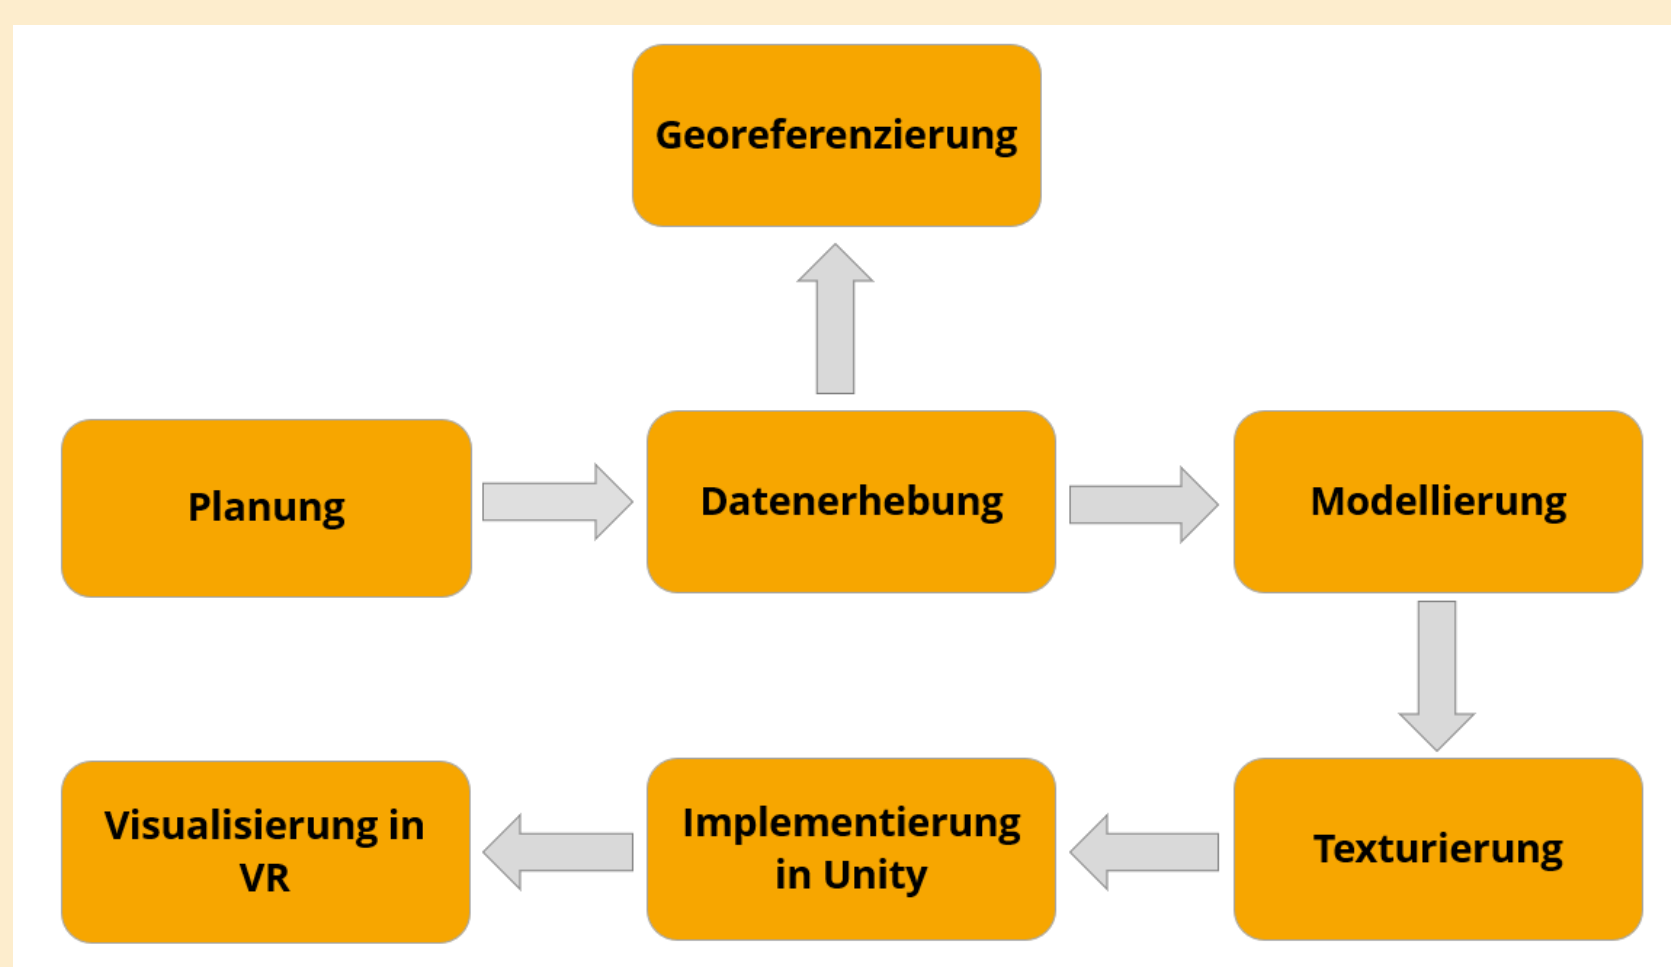 Georeferenzierung
Planung
Datenerhebung
Modellierung
Visualisierung in
VR
Implementierung
in Unity
Texturierung